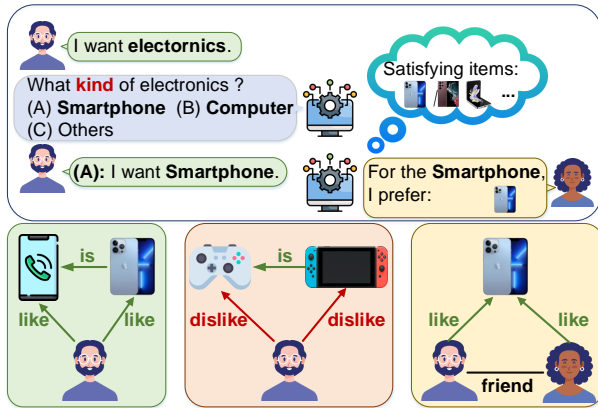 I want electornics.
What kind of electronics ?
(A) Smartphone (B) Computer
(C) Others
Satisfying items:
...
(A): I want Smartphone.
For the Smartphone,
I prefer:
is
like like
is
dislike dislike
like like
friend